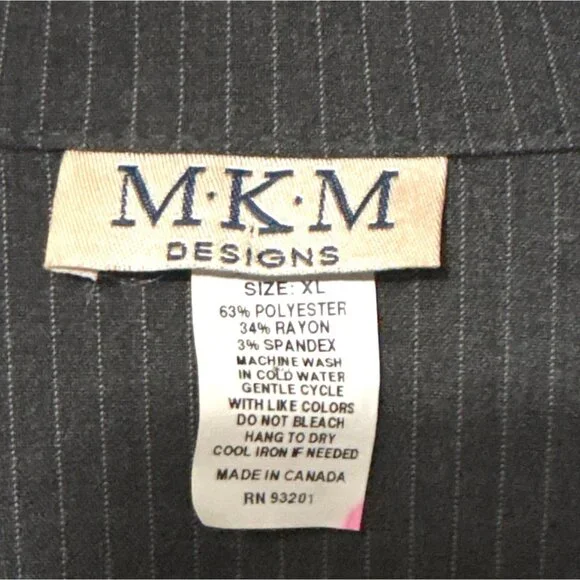 M·K·M
DESIGNS
SIZE: XL
63% POLYESTER
34% RAYON
3% SPANDEX
MACHINE WASH
IN COLD WATER
GENTLE CYCLE
WITH LIKE COLORS
DO NOT BLEACH
HANG TO DRY
COOL IRON IF NEEDED
MADE IN CANADA
RN 93201